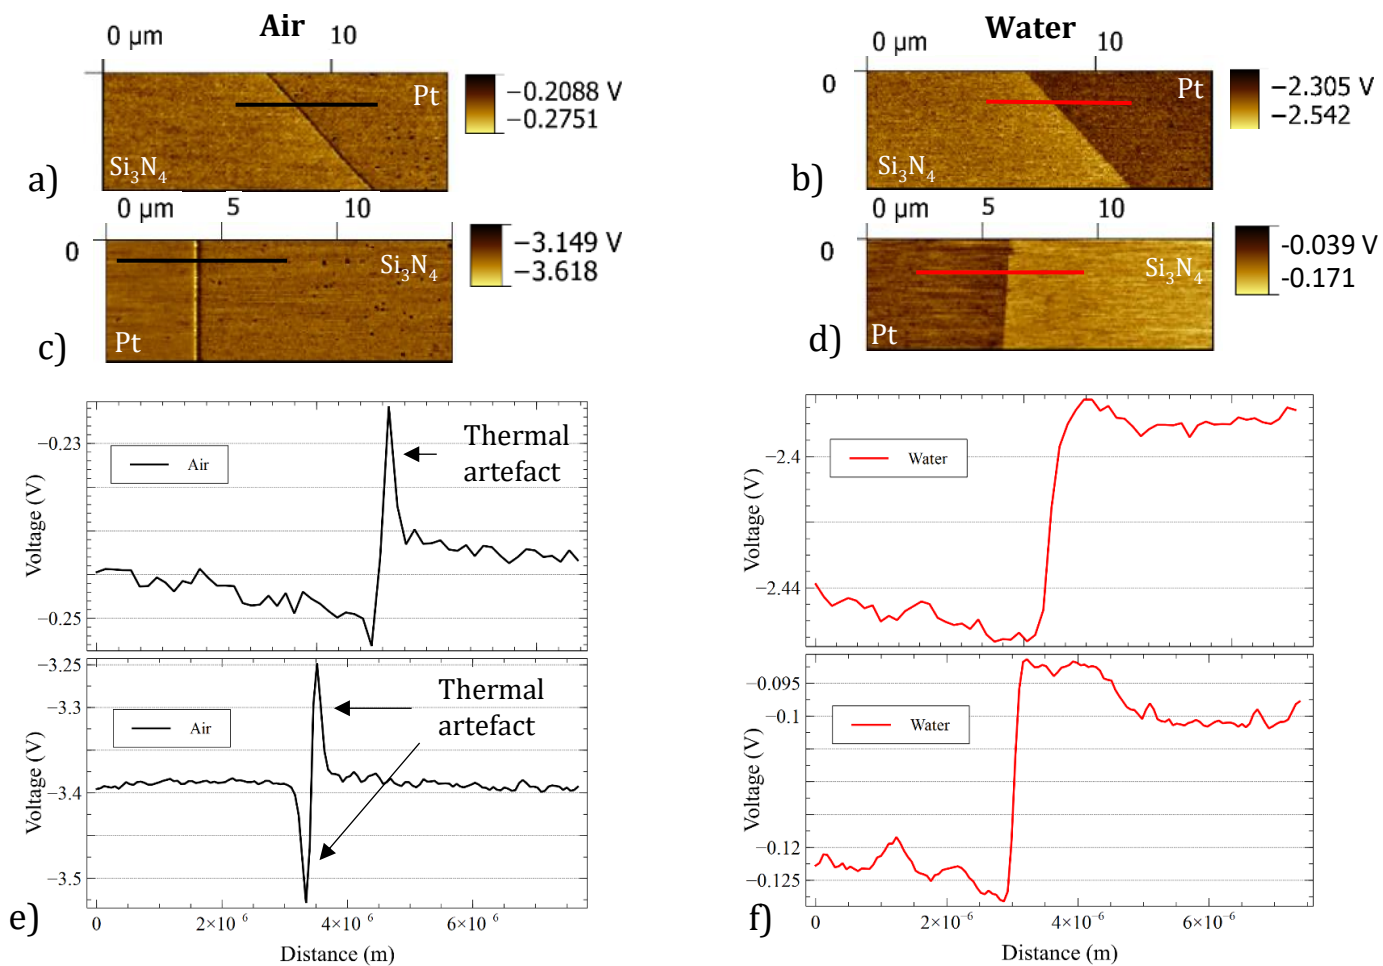 Air
Water
0 µm 10
0 µm 10
0
Pt
Si₃N₄
−0.2088 V
−0.2751
a)
Pt
Si₃N₄
−2.305 V
−2.542
b)
0 µm 5 10
0 µm 5 10
0
Si₃N₄
Pt
−3.149 V
−3.618
c)
0
Si₃N₄
Pt
-0.039 V
-0.171
d)
−0.23
−0.25
Voltage (V)
Air
Thermal
artefact
−3.25
−3.3
−3.4
−3.5
Voltage (V)
Air
Thermal
artefact
0 2×10 6 4×10 6 6×10 6
Distance (m)
e)
−2.4
−2.44
Voltage (V)
Water
−0.095
−0.1
−0.12
−0.125
Voltage (V)
Water
0 2×10⁻⁶ 4×10⁻⁶ 6×10⁻⁶
Distance (m)
f)